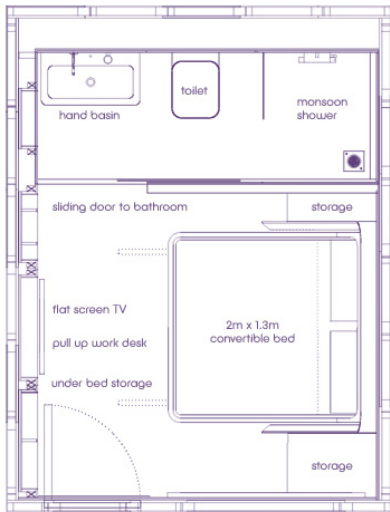 toilet
hand basin
monsoon
shower
sliding door to bathroom
storage
flat screen TV
2m x 1.3m
convertible bed
pull up work desk
under bed storage
storage